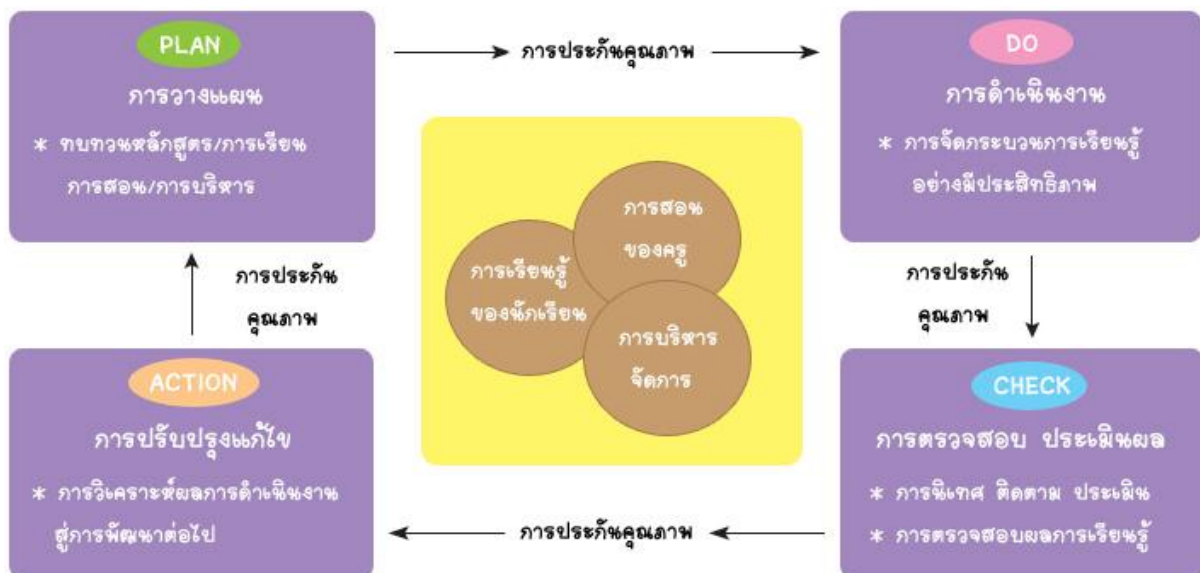 PLAN
การวางแผน
* ทบทวนหลักสูตร/การเรียน
การสอน/การบริหาร
การประกันคุณภาพ
DO
การดำเนินงาน
* การจัดกระบวนการเรียนรู้
อย่างมีประสิทธิภาพ
การสอน
ของครู
การเรียนรู้
ของนักเรียน
การบริหาร
จัดการ
การประกัน
คุณภาพ
การประกัน
คุณภาพ
ACTION
การปรับปรุงแก้ไข
* การวิเคราะห์ผลการดำเนินงาน
สู่การพัฒนาต่อไป
การประกันคุณภาพ
CHECK
การตรวจสอบ ประเมินผล
* การนิเทศ ติดตาม ประเมิน
* การตรวจสอบผลการเรียนรู้